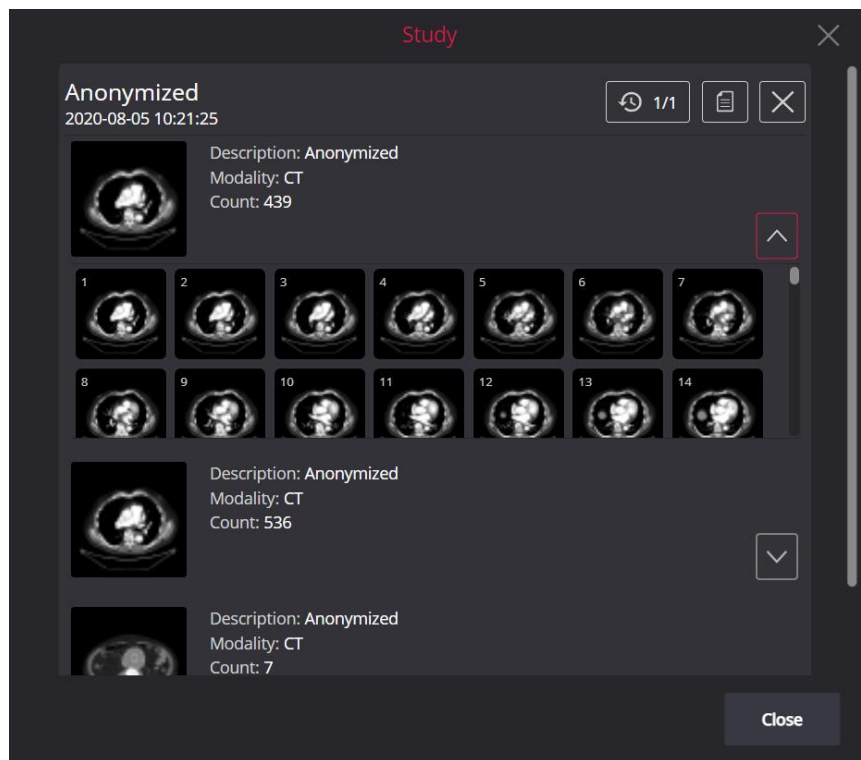 Study
Anonymized
2020-08-05 10:21:25
1/1
Description: Anonymized
Modality: CT
Count: 439
1 2 3 4 5 6 7
8 9 10 11 12 13 14
Description: Anonymized
Modality: CT
Count: 536
Description: Anonymized
Modality: CT
Count: 7
Close